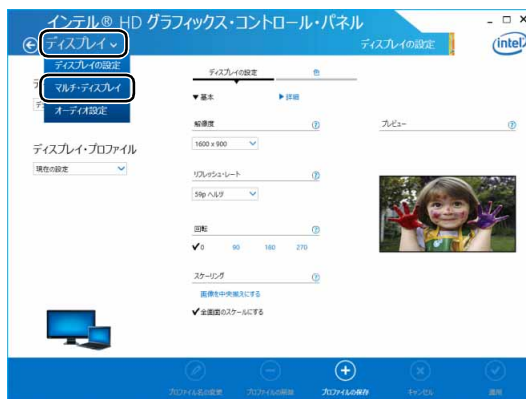 インテル® HD グラフィックス・コントロール・パネル
ディスプレイ
ディスプレイの設定
intel
ディスプレイの設定
マルチ・ディスプレイ
オーディオ設定
ディスプレイ・プロファイル
現在の設定
ディスプレイの設定
色
▼基本
▶詳細
解像度
?
1600 x 900
リフレッシュ・レート
?
59p ヘルツ
回転
?
✔0
90
180
270
スケーリング
?
画像を中央揃えにする
✔全画面のスケールにする
プレビュー
?
プロファイル名の変更
プロファイルの削除
プロファイルの保存
キャンセル
適用